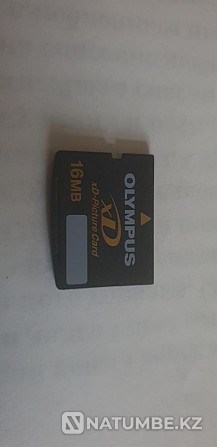 OLYMPUS
xD
xD-Picture Card
16MB
NATUMBE.KZ